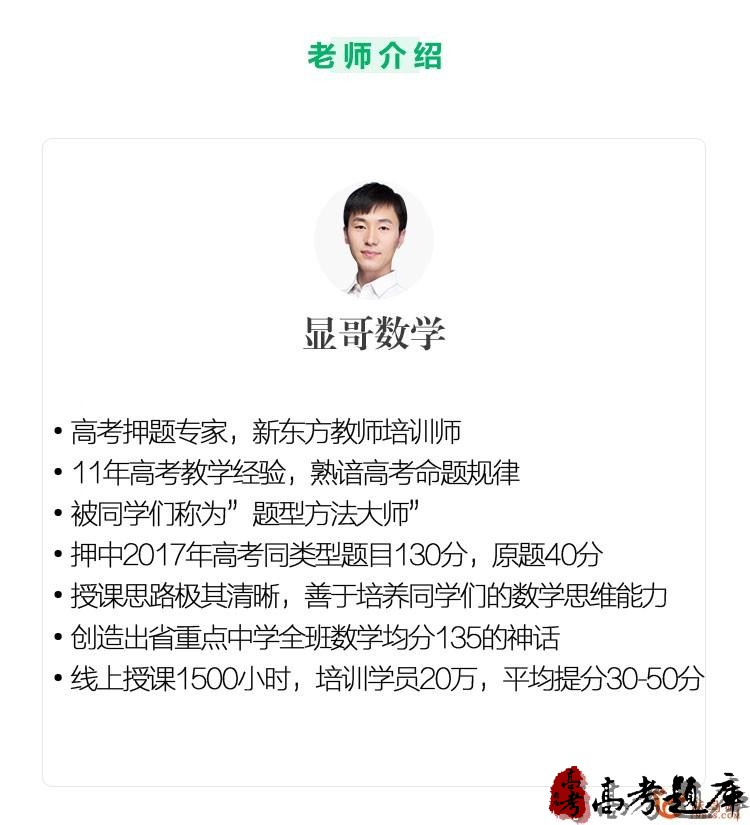 老师介绍
显哥数学
• 高考押题专家，新东方教师培训师
• 11年高考教学经验，熟谙高考命题规律
• 被同学们称为”题型方法大师”
• 押中2017年高考同类型题目130分，原题40分
• 授课思路极其清晰，善于培养同学们的数学思维能力
• 创造出省重点中学全班数学均分135的神话
• 线上授课1500小时，培训学员20万，平均提分30-50分
高考
高考题库